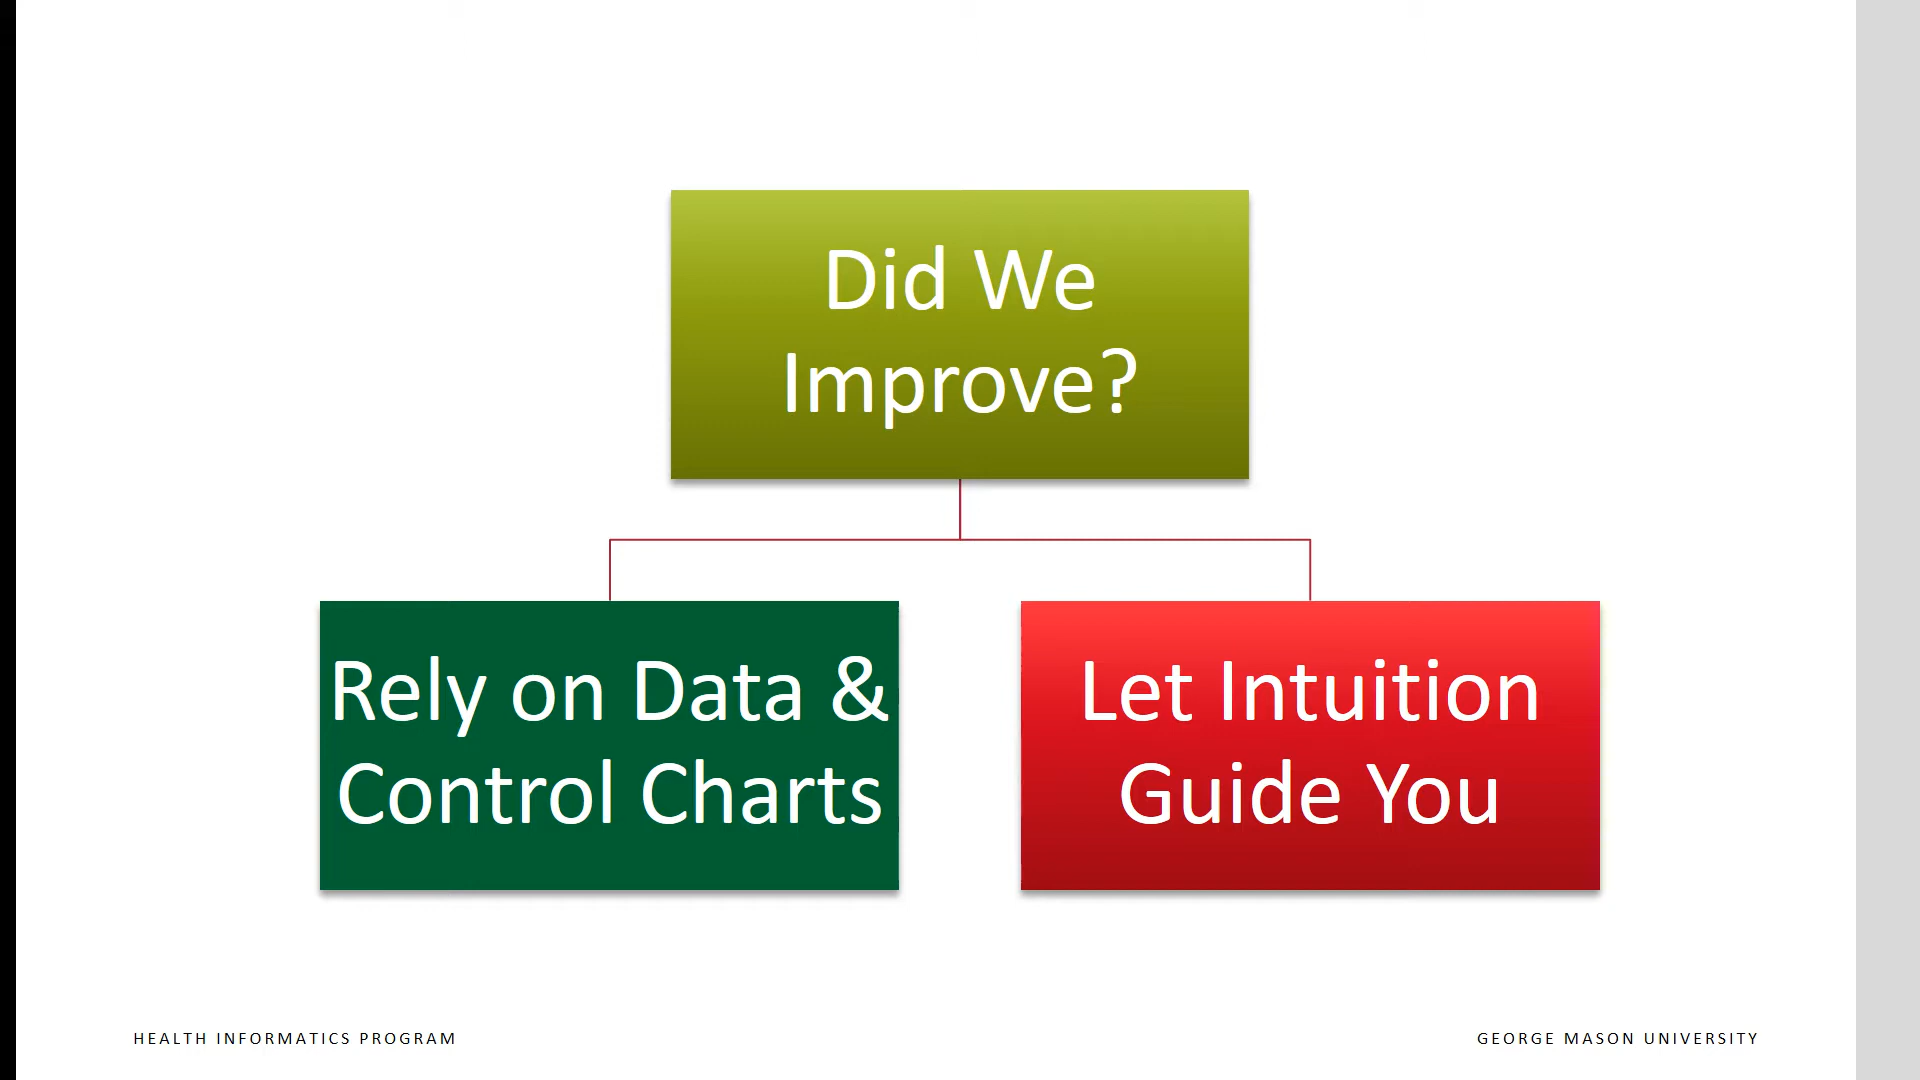 Did We
Improve?
Rely on Data &
Control Charts
Let Intuition
Guide You
HEALTH INFORMATICS PROGRAM
GEORGE MASON UNIVERSITY